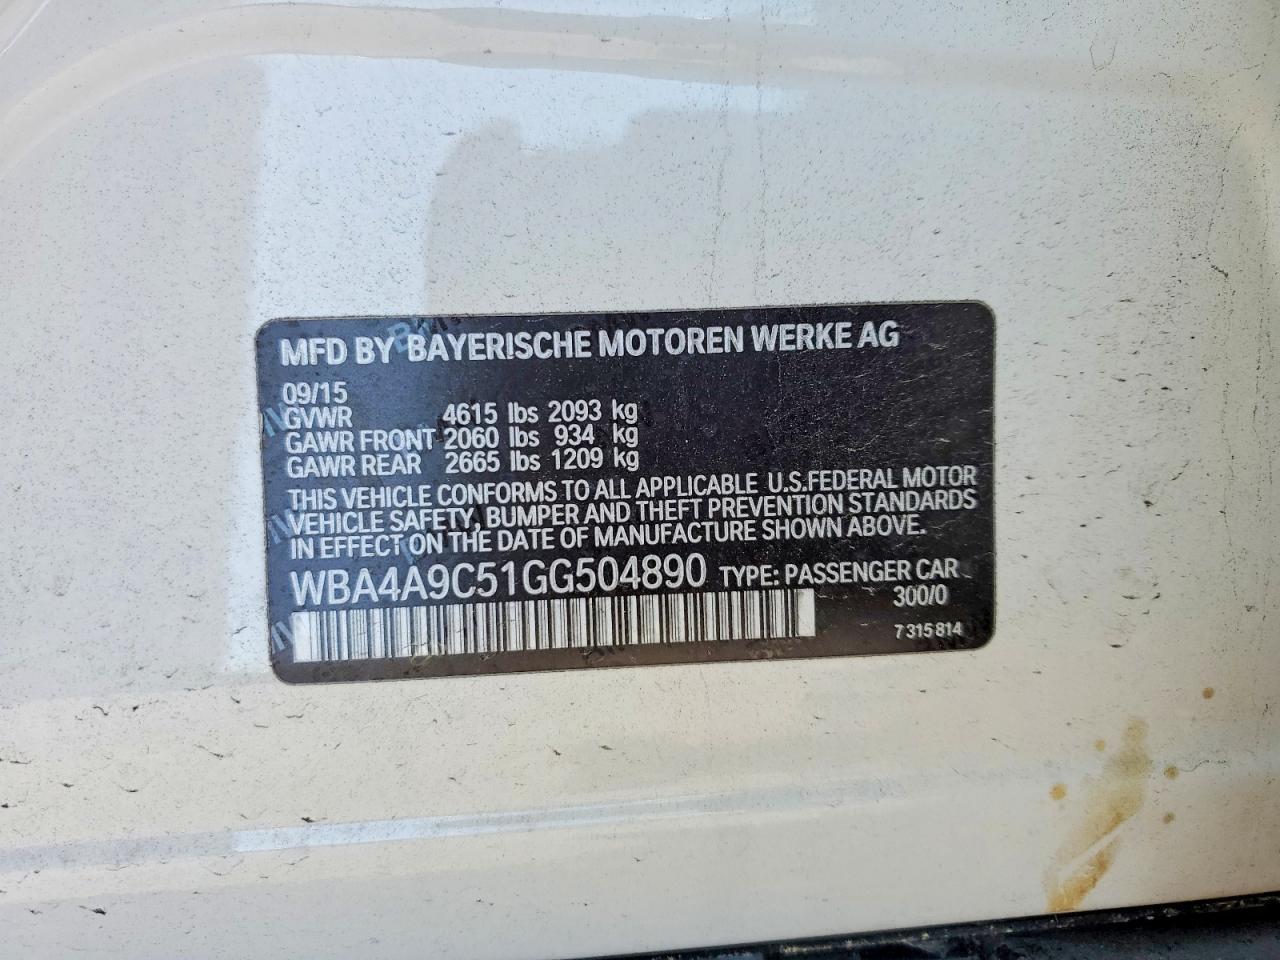 MFD BY BAYERISCHE MOTOREN WERKE AG
09/15
GVWR 4615 lbs 2093 kg
GAWR FRONT 2060 lbs 934 kg
GAWR REAR 2665 lbs 1209 kg
THIS VEHICLE CONFORMS TO ALL APPLICABLE U.S.FEDERAL MOTOR
VEHICLE SAFETY, BUMPER AND THEFT PREVENTION STANDARDS
IN EFFECT ON THE DATE OF MANUFACTURE SHOWN ABOVE.
WBA4A9C51GG504890 TYPE: PASSENGER CAR
300/0
7 315 814